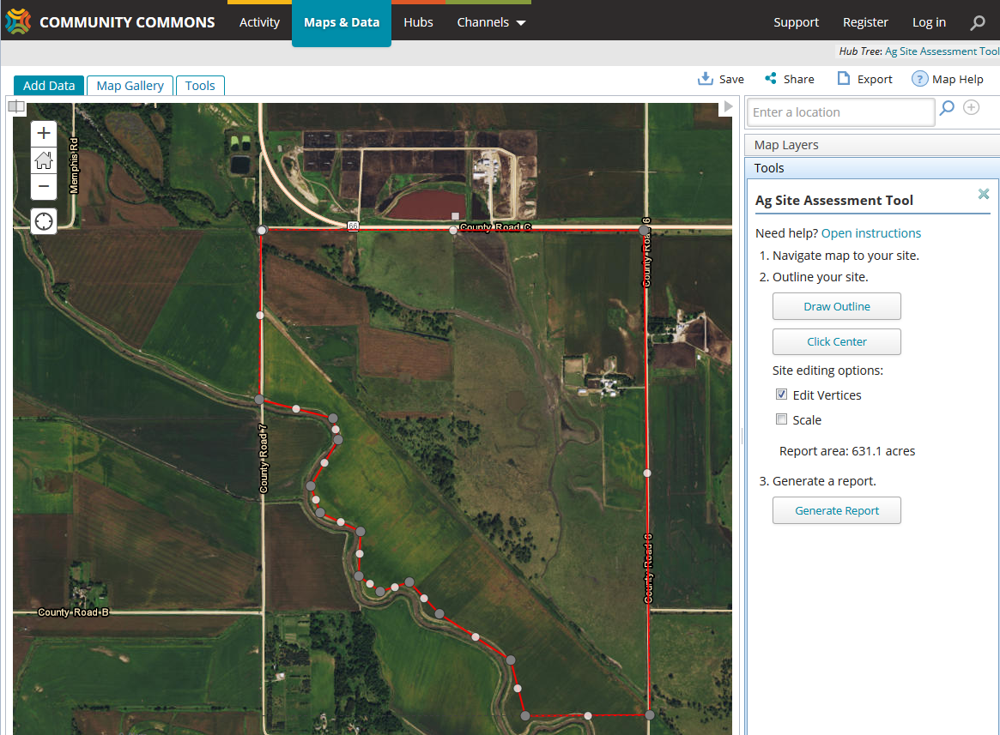 COMMUNITY COMMONS Activity Maps & Data Hubs Channels Support Register Log in
Hub Tree: Ag Site Assessment Tool
Add Data Map Gallery Tools Save Share Export ? Map Help
Enter a location
Map Layers
Tools
Ag Site Assessment Tool
Need help? Open instructions
1. Navigate map to your site.
2. Outline your site.
Draw Outline
Click Center
Site editing options:
Edit Vertices
Scale
Report area: 631.1 acres
3. Generate a report.
Generate Report
Memphis Rd
66
County Road C
County Road 6
County Road 7
County Road 6
County Road B